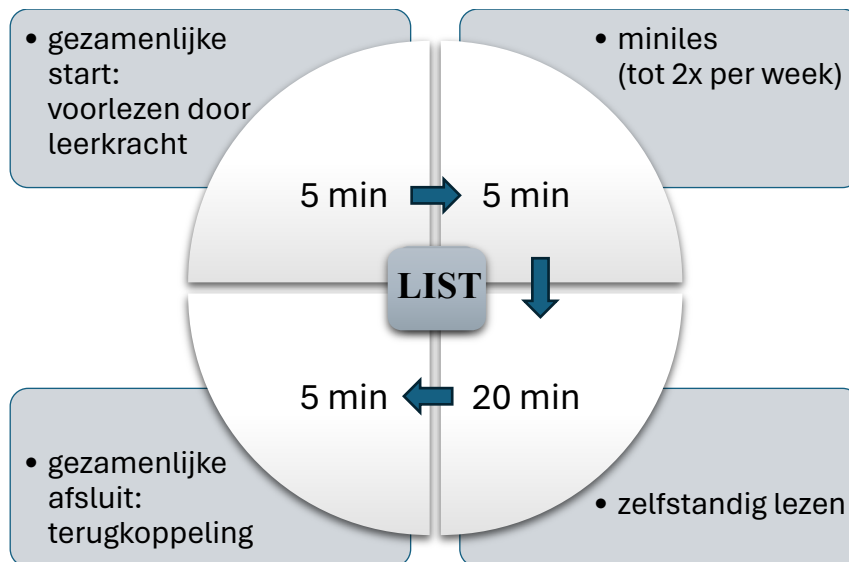 • gezamenlijke
start:
voorlezen door
leerkracht
• miniles
(tot 2x per week)
5 min
5 min
LIST
5 min
20 min
• gezamenlijke
afsluit:
terugkoppeling
• zelfstandig lezen